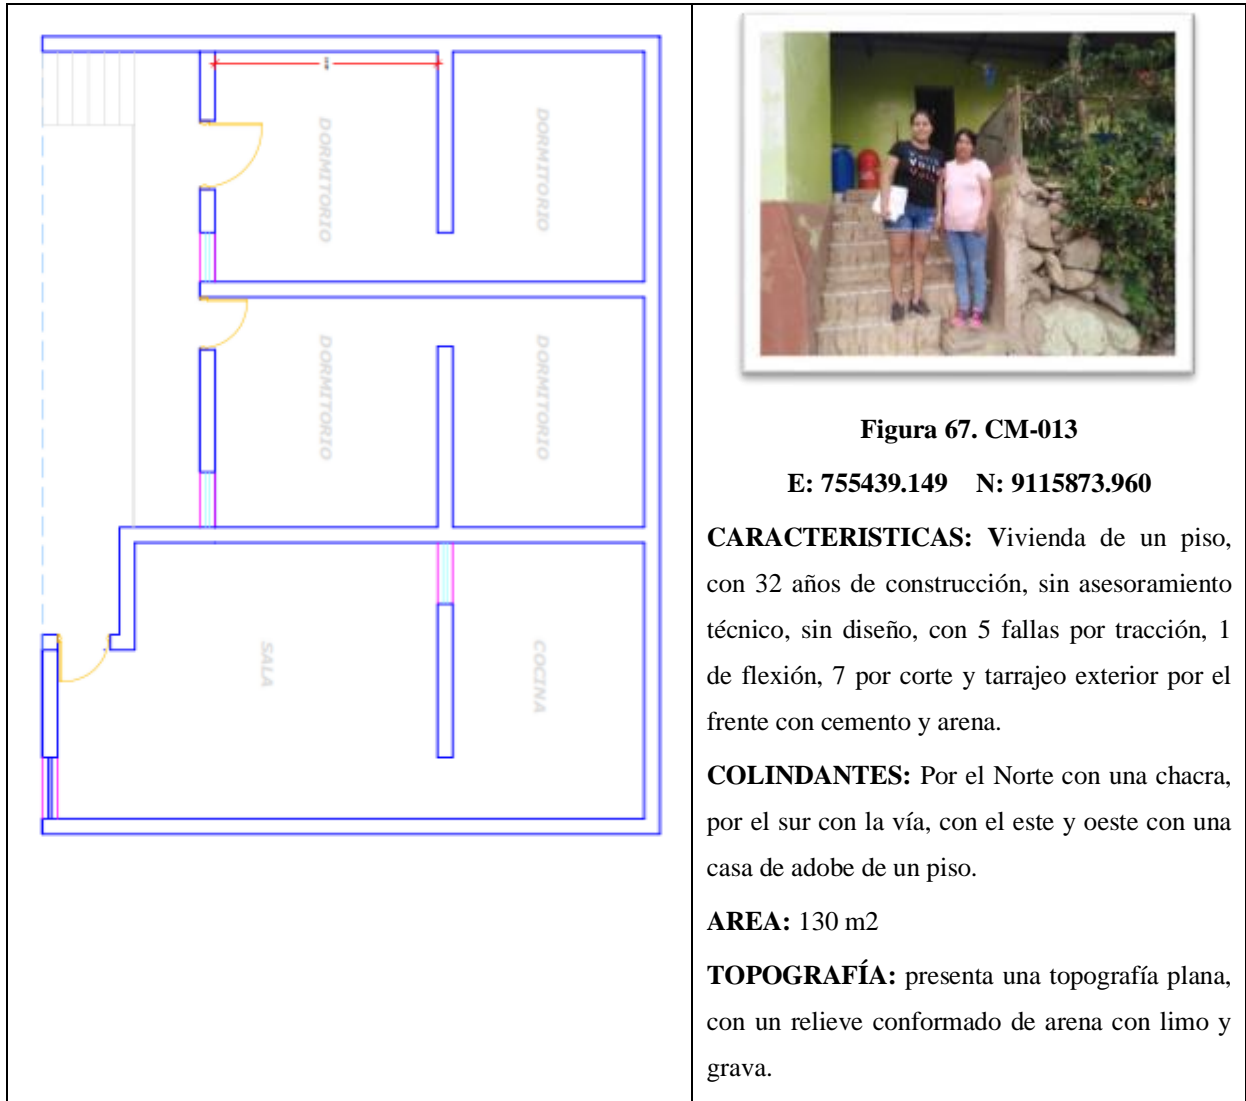 DORMITORIO
DORMITORIO
DORMITORIO
DORMITORIO
SALA
COCINA
Figura 67. CM-013
E: 755439.149 N: 9115873.960
CARACTERISTICAS: Vivienda de un piso,
con 32 años de construcción, sin asesoramiento
técnico, sin diseño, con 5 fallas por tracción, 1
de flexión, 7 por corte y tarrajeo exterior por el
frente con cemento y arena.
COLINDANTES: Por el Norte con una chacra,
por el sur con la vía, con el este y oeste con una
casa de adobe de un piso.
AREA: 130 m2
TOPOGRAFÍA: presenta una topografía plana,
con un relieve conformado de arena con limo y
grava.